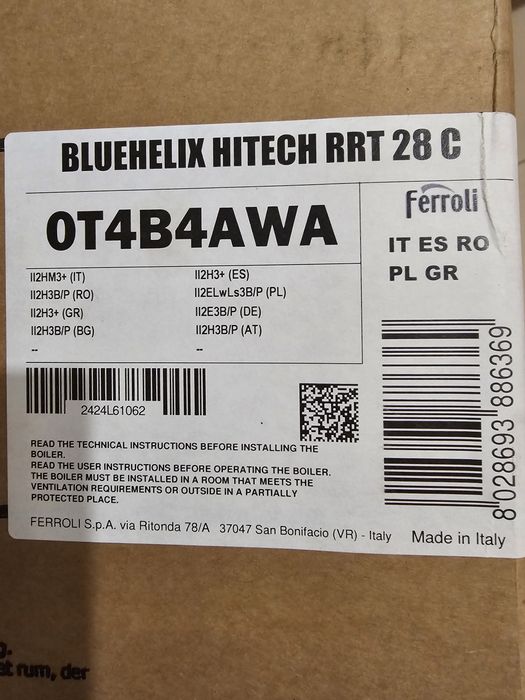 BLUEHELIX HITECH RRT 28 C
0T4B4AWA
Ferroli
IT ES RO
PL GR
II2HM3+ (IT)
II2H3+ (ES)
II2H3B/P (RO)
II2ELwLs3B/P (PL)
II2H3+ (GR)
II2E3B/P (DE)
II2H3B/P (BG)
II2H3B/P (AT)
--
--
2424L61062
8 028693 886369
READ THE TECHNICAL INSTRUCTIONS BEFORE INSTALLING THE
BOILER.
READ THE USER INSTRUCTIONS BEFORE OPERATING THE BOILER.
THE BOILER MUST BE INSTALLED IN A ROOM THAT MEETS THE
VENTILATION REQUIREMENTS OR OUTSIDE IN A PARTIALLY
PROTECTED PLACE.
FERROLI S.p.A. via Ritonda 78/A 37047 San Bonifacio (VR) - Italy
Made in Italy
rum, der